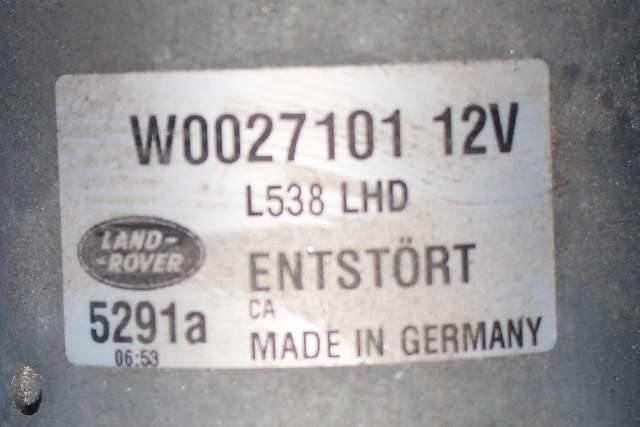 W0027101 12V
L538 LHD
LAND-
-ROVER
ENTSTÖRT
5291a
CA
06:53
MADE IN GERMANY